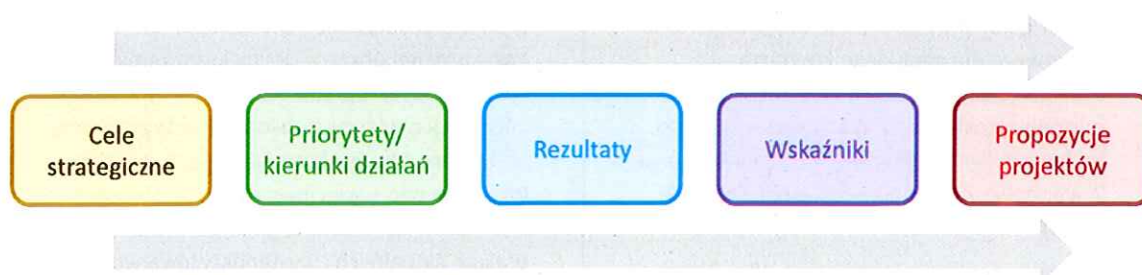 Cele
strategiczne
Priorytety/
kierunki działań
Rezultaty
Wskaźniki
Propozycje
projektów